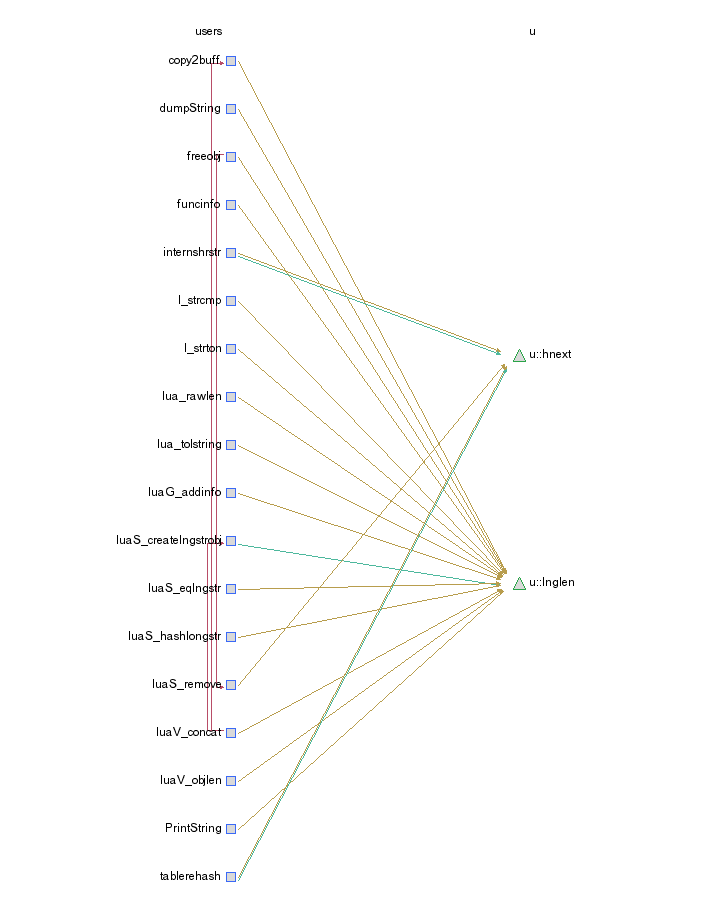 users
u
copy2buff
dumpString
freeobj
funcinfo
internshrstr
l_strcmp
l_strton
lua_rawlen
lua_tolstring
luaG_addinfo
luaS_createlngstrobj
luaS_eqlngstr
luaS_hashlongstr
luaS_remove
luaV_concat
luaV_objlen
PrintString
tablerehash
u::hnext
u::lnglen